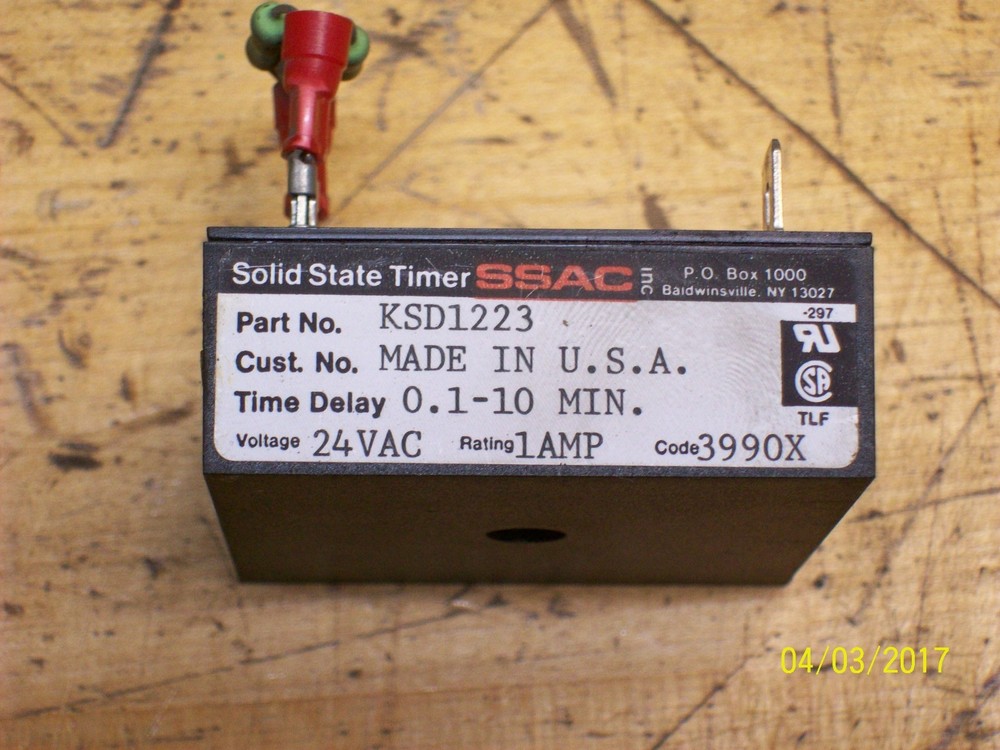 Solid State Timer SSAC INC P.O. Box 1000
Baldwinsville, NY 13027
Part No. KSD1223
-297
Cust. No. MADE IN U.S.A.
Time Delay 0.1-10 MIN.
TLF
Voltage 24VAC Rating 1AMP Code 3990X
04/03/2017